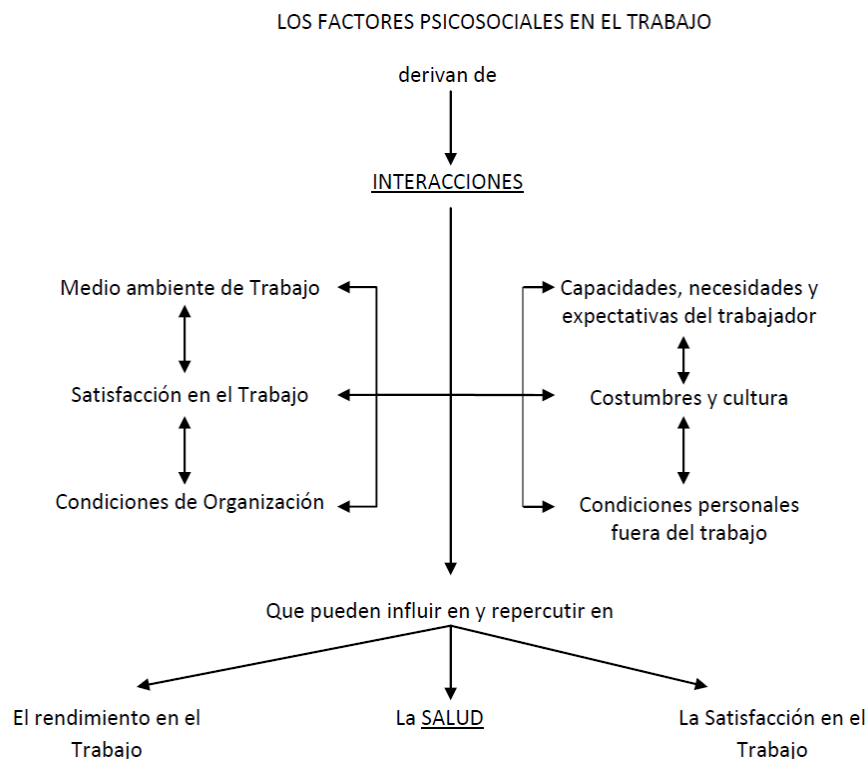 LOS FACTORES PSICOSOCIALES EN EL TRABAJO
derivan de
INTERACCIONES
Medio ambiente de Trabajo
Capacidades, necesidades y
expectativas del trabajador
Satisfacción en el Trabajo
Costumbres y cultura
Condiciones de Organización
Condiciones personales
fuera del trabajo
Que pueden influir en y repercutir en
El rendimiento en el
Trabajo
La SALUD
La Satisfacción en el
Trabajo